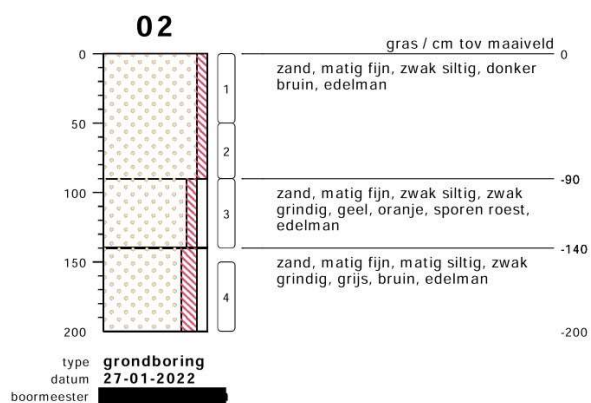 02
gras / cm tov maaiveld
0
0
zand, matig fijn, zwak siltig, donker
bruin, edelman
1
50
2
-90
100
zand, matig fijn, zwak siltig, zwak
grindig, geel, oranje, sporen roest,
edelman
3
-140
150
zand, matig fijn, matig siltig, zwak
grindig, grijs, bruin, edelman
4
200
-200
type grondboring
datum 27-01-2022
boormeester